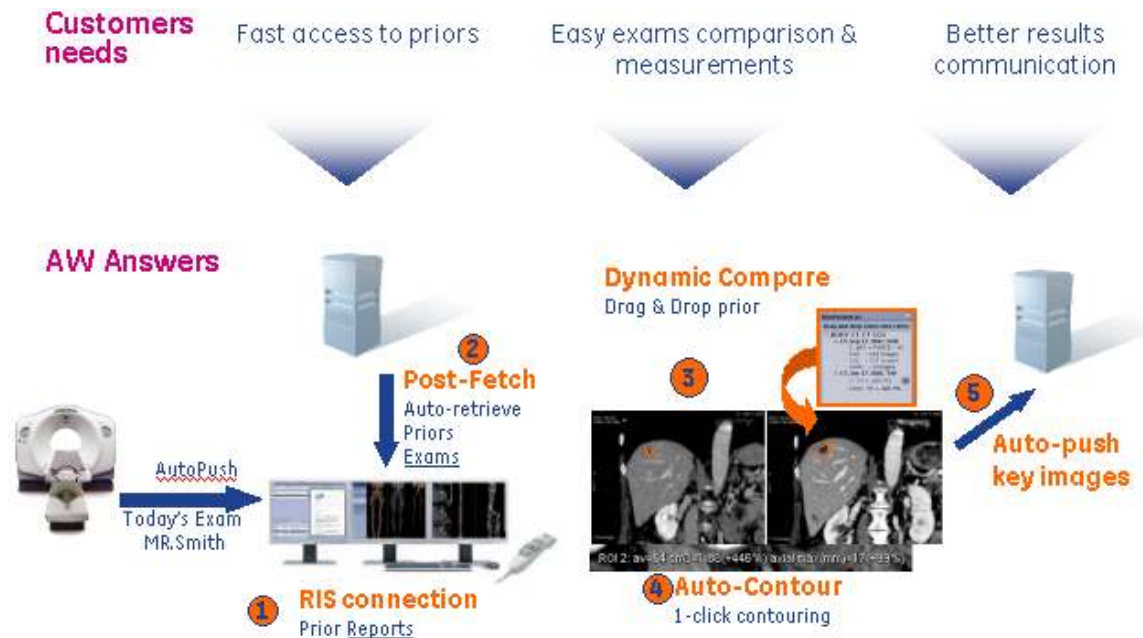 Customers
needs
Fast access to priors
Easy exams comparison &
measurements
Better results
communication
AW Answers
2
Post-Fetch
Auto-retrieve
Priors
Exams
AutoPush
Today's Exam
MR.Smith
1
RIS connection
Prior Reports
Dynamic Compare
Drag & Drop prior
3
4
Auto-Contour
1-click contouring
5
Auto-push
key images